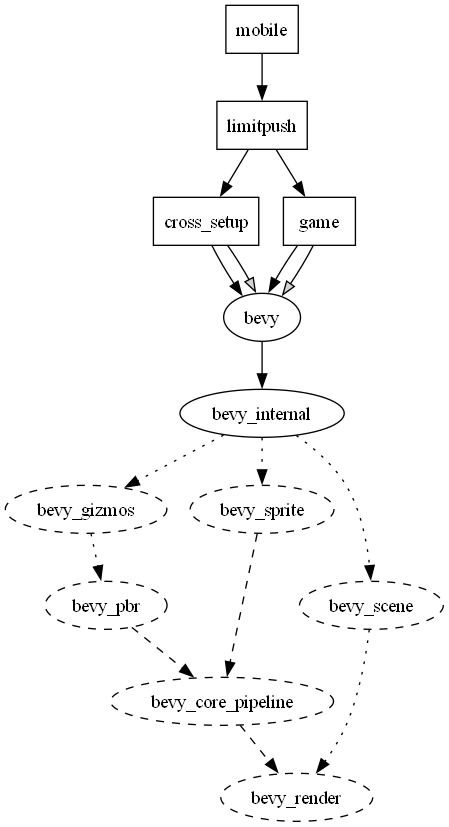 mobile
limitpush
cross_setup
game
bevy
bevy_internal
bevy_gizmos
bevy_sprite
bevy_pbr
bevy_scene
bevy_core_pipeline
bevy_render